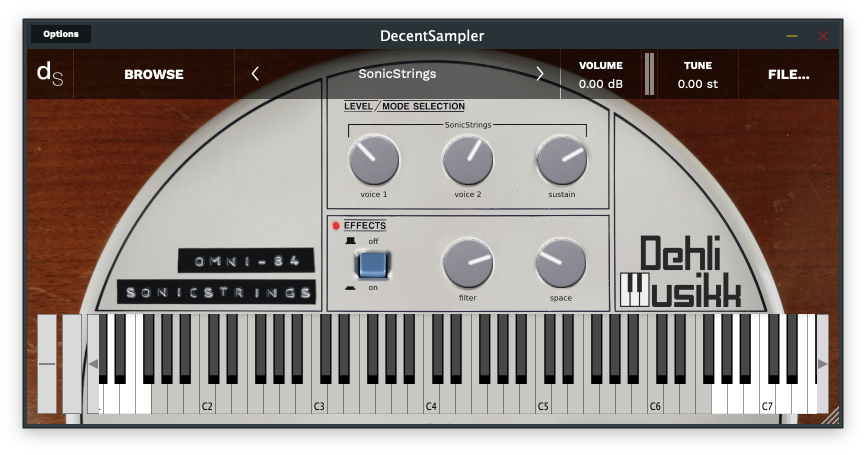 Options
DecentSampler
ds
BROWSE
SonicStrings
VOLUME
0.00 dB
TUNE
0.00 st
FILE...
LEVEL/MODE SELECTION
SonicStrings
voice 1
voice 2
sustain
EFFECTS
off
on
filter
space
OMNI-84
SONICSTRINGS
Dehli
Musikk
C2
C3
C4
C5
C6
C7